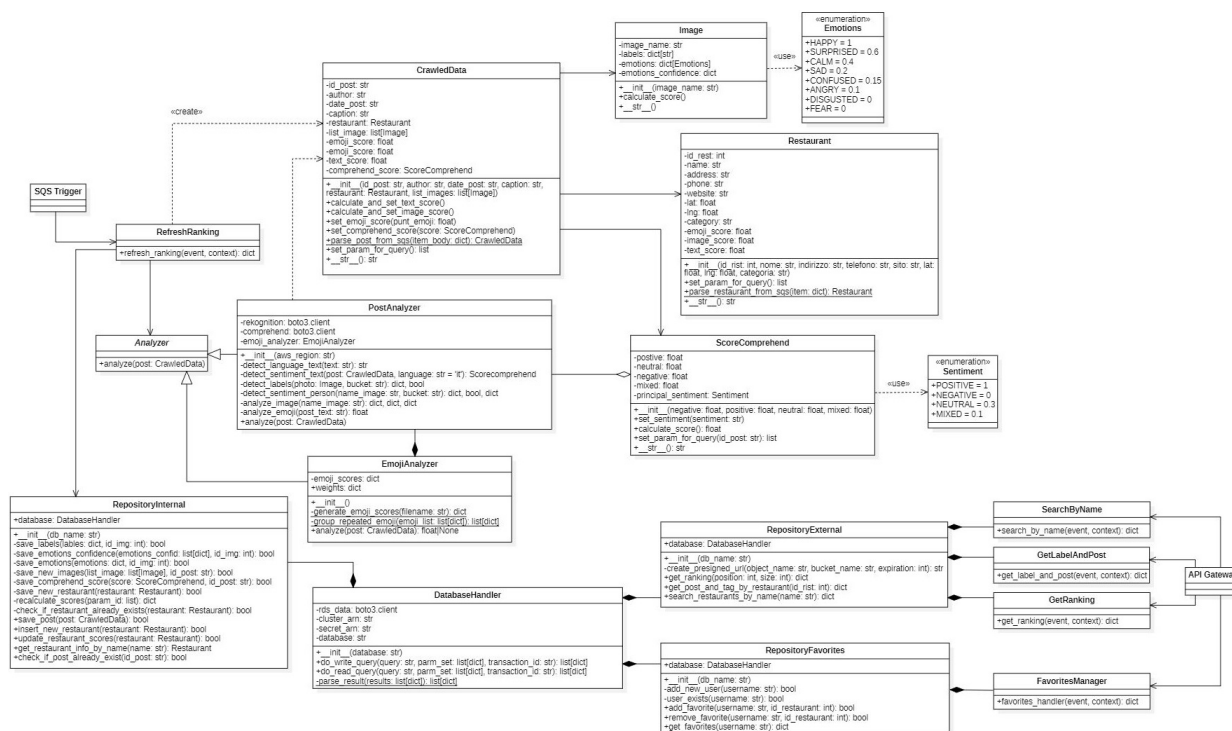 «enumeration»
Emotions
+HAPPY = 1
+SURPRISED = 0.6
+CALM = 0.4
+SAD = 0.2
+CONFUSED = 0.15
+ANGRY = 0.1
+DISGUSTED = 0
+FEAR = 0
Image
-image_name: str
-labels: dict[str]
-emotions: dict[Emotions]
-emotions_confidence: dict
+__init__(image_name: str)
+calculate_score()
+__str__()
«use»
CrawledData
-id_post: str
-author: str
-date_post: str
-caption: str
-restaurant: Restaurant
-list_image: list[Image]
-emoji_score: float
-emoji_score: float
-text_score: float
-comprehend_score: ScoreComprehend
+__init__(id_post: str, author: str, date_post: str, caption: str,
restaurant: Restaurant, list_images: list[Image])
+calculate_and_set_text_score()
+calculate_and_set_image_score()
+set_emoji_score(punt_emoji: float)
+set_comprehend_score(score: ScoreComprehend)
+parse_post_from_sqs(item_body: dict): CrawledData
+set_param_for_query(): list
+__str__(): str
«create»
Restaurant
-id_rest: int
-name: str
-address: str
-phone: str
-website: str
-lat: float
-lng: float
-category: str
-emoji_score: float
-image_score: float
-text_score: float
+__init__(id_rist: int, nome: str, indirizzo: str, telefono: str, sito: str, lat:
float, lng: float, categoria: str)
+set_param_for_query(): list
+parse_restaurant_from_sqs(item: dict): Restaurant
+__str__(): str
SQS Trigger
RefreshRanking
+refresh_ranking(event, context): dict
Analyzer
+analyze(post: CrawledData)
PostAnalyzer
-rekognition: boto3.client
-comprehend: boto3.client
-emoji_analyzer: EmojiAnalyzer
+__init__(aws_region: str)
-detect_language_text(text: str): str
-detect_sentiment_text(post: CrawledData, language: str = 'it'): Scorecomprehend
-detect_labels(photo: Image, bucket: str): dict, bool
-detect_sentiment_person(name_image: str, bucket: str): dict, bool, dict
-analyze_image(name_image: str): dict, dict, dict
-analyze_emoji(post_text: str): float
+analyze(post: CrawledData)
ScoreComprehend
-postive: float
-neutral: float
-negative: float
-mixed: float
-principal_sentiment: Sentiment
+__init__(negative: float, positive: float, neutral: float, mixed: float)
+set_sentiment(sentiment: str)
+calculate_score(): float
+set_param_for_query(id_post: str): list
+__str__(): str
«use»
«enumeration»
Sentiment
+POSITIVE = 1
+NEGATIVE = 0
+NEUTRAL = 0.3
+MIXED = 0.1
EmojiAnalyzer
-emoji_scores: dict
+weights: dict
+__init__()
-generate_emoji_scores(filename: str): dict
-group_repeated_emoji(emoji_list: list[dict]): list[dict]
+analyze(post: CrawledData): float|None
RepositoryInternal
+database: DatabaseHandler
+__init__(db_name: str)
-save_labels(lables: dict, id_img: int): bool
-save_emotions_confidence(emotions_confid: list[dict], id_img: int): bool
-save_emotions(emotions: dict, id_img: int): bool
-save_new_images(list_image: list[Image], id_post: str): bool
-save_comprehend_score(score: ScoreComprehend, id_post: str): bool
-save_new_restaurant(restaurant: Restaurant): bool
-recalculate_scores(param_id: list): dict
-check_if_restaurant_already_exists(restaurant: Restaurant): bool
+save_post(post: CrawledData): bool
+insert_new_restaurant(restaurant: Restaurant): bool
+update_restaurant_scores(restaurant: Restaurant): bool
+get_restaurant_info_by_name(name: str): Restaurant
+check_if_post_already_exist(id_post: str): bool
DatabaseHandler
-rds_data: boto3.client
-cluster_arn: str
-secret_arn: str
-database: str
+__init__(database: str)
+do_write_query(query: str, parm_set: list[dict], transaction_id: str): list[dict]
+do_read_query(query: str, parm_set: list[dict], transaction_id: str): list[dict]
-parse_result(results: list[dict]): list[dict]
RepositoryExternal
+database: DatabaseHandler
+__init__(db_name: str)
-create_presigned_url(object_name: str, bucket_name: str, expiration: int): str
+get_ranking(position: int, size: int): dict
+get_post_and_tag_by_restaurant(id_rist: int): dict
+search_restaurants_by_name(name: str): dict
RepositoryFavorites
+database: DatabaseHandler
+__init__(db_name: str)
-add_new_user(username: str): bool
-user_exists(username: str): bool
+add_favorite(username: str, id_restaurant: int): bool
+remove_favorite(username: str, id_restaurant: int): bool
+get_favorites(username: str): dict
SearchByName
+search_by_name(event, context): dict
GetLabelAndPost
+get_label_and_post(event, context): dict
GetRanking
+get_ranking(event, context): dict
FavoritesManager
+favorites_handler(event, context): dict
API Gateway